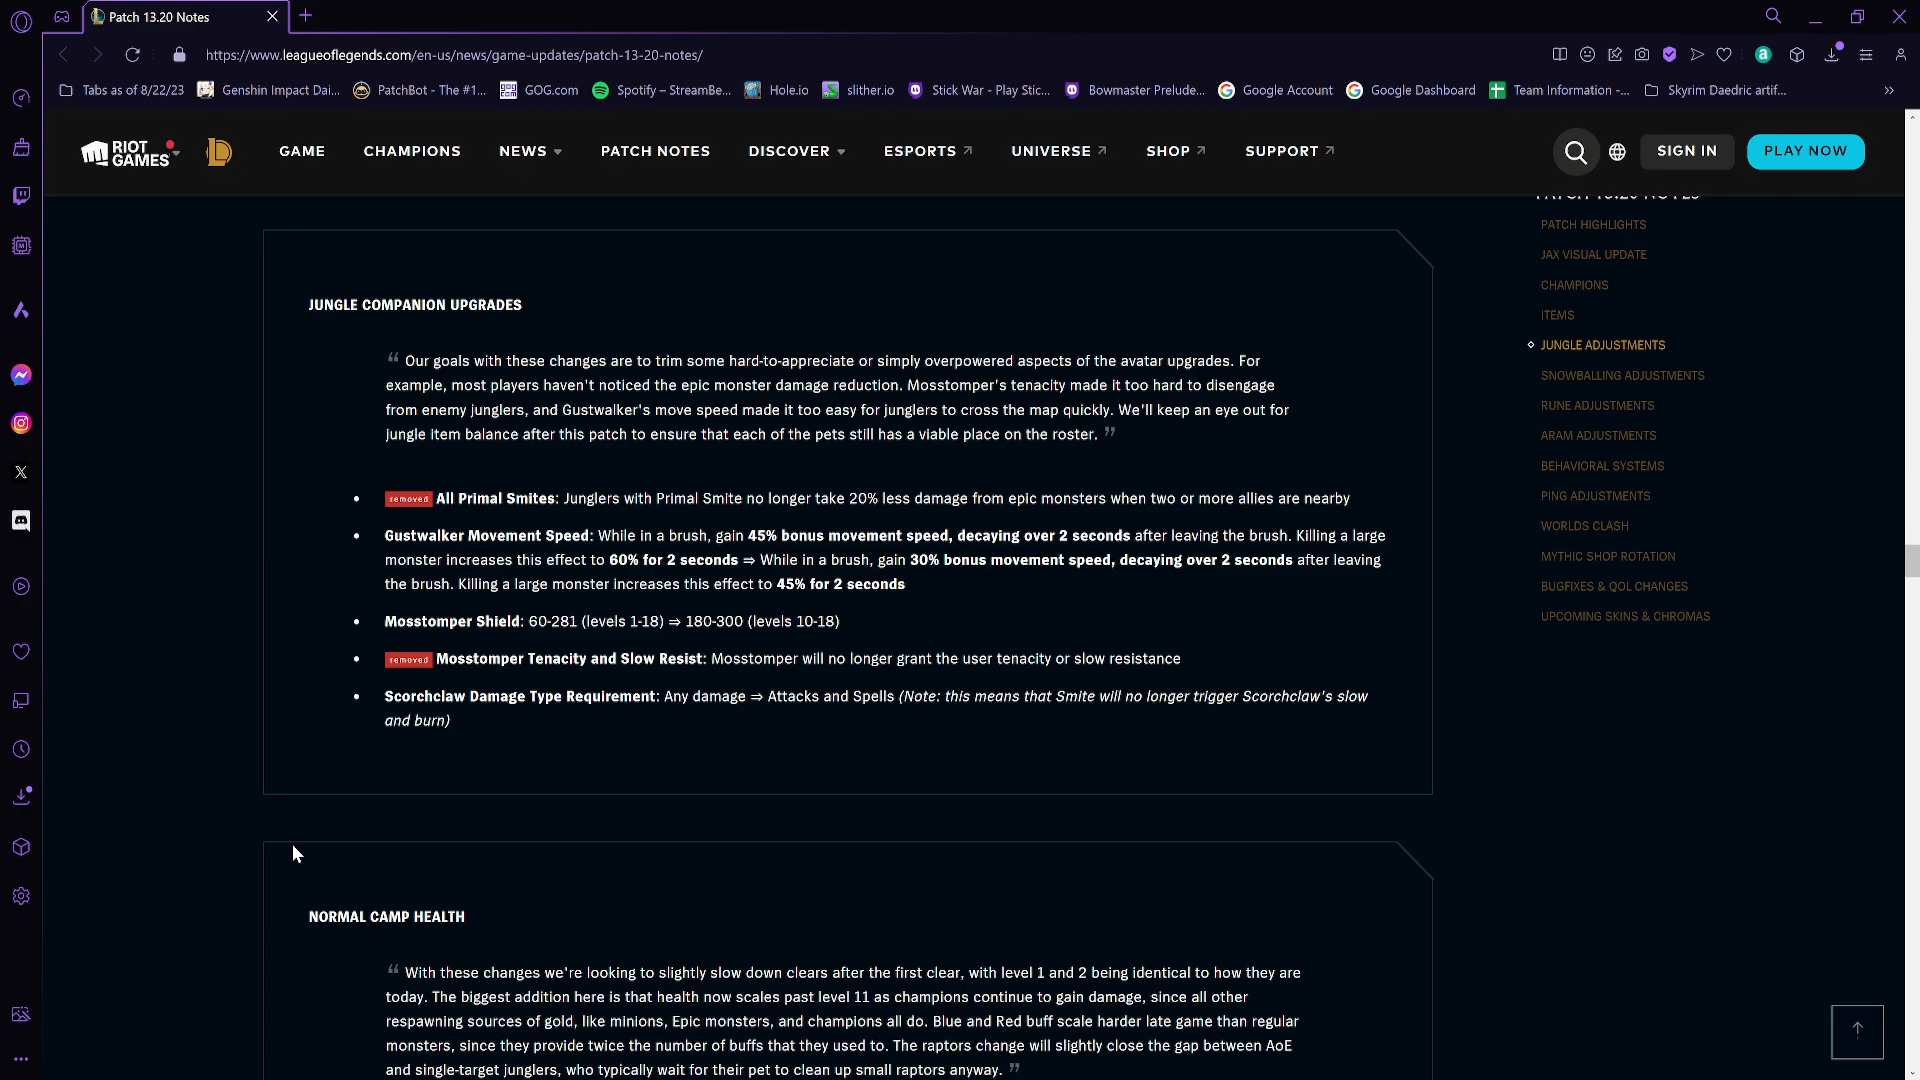 Patch 13.20 Notes
https://www.leagueoflegends.com/en-us/news/game-updates/patch-13-20-notes/
Tabs as of 8/22/23 Genshin Impact Dai... PatchBot - The #1... GOG.com Spotify – StreamBe... Hole.io slither.io Stick War - Play Stic... Bowmaster Prelude... Google Account Google Dashboard Team Information -... Skyrim Daedric artif...
RIOT GAMES GAME CHAMPIONS NEWS PATCH NOTES DISCOVER ESPORTS UNIVERSE SHOP SUPPORT SIGN IN PLAY NOW
PATCH 13.20 NOTES
PATCH HIGHLIGHTS
JAX VISUAL UPDATE
CHAMPIONS
ITEMS
JUNGLE ADJUSTMENTS
SNOWBALLING ADJUSTMENTS
RUNE ADJUSTMENTS
ARAM ADJUSTMENTS
BEHAVIORAL SYSTEMS
PING ADJUSTMENTS
WORLDS CLASH
MYTHIC SHOP ROTATION
BUGFIXES & QOL CHANGES
UPCOMING SKINS & CHROMAS
JUNGLE COMPANION UPGRADES
“ Our goals with these changes are to trim some hard-to-appreciate or simply overpowered aspects of the avatar upgrades. For
example, most players haven't noticed the epic monster damage reduction. Mosstomper's tenacity made it too hard to disengage
from enemy junglers, and Gustwalker's move speed made it too easy for junglers to cross the map quickly. We'll keep an eye out for
jungle item balance after this patch to ensure that each of the pets still has a viable place on the roster. ”
• removed All Primal Smites: Junglers with Primal Smite no longer take 20% less damage from epic monsters when two or more allies are nearby
• Gustwalker Movement Speed: While in a brush, gain 45% bonus movement speed, decaying over 2 seconds after leaving the brush. Killing a large
monster increases this effect to 60% for 2 seconds ⇒ While in a brush, gain 30% bonus movement speed, decaying over 2 seconds after leaving
the brush. Killing a large monster increases this effect to 45% for 2 seconds
• Mosstomper Shield: 60-281 (levels 1-18) ⇒ 180-300 (levels 10-18)
• removed Mosstomper Tenacity and Slow Resist: Mosstomper will no longer grant the user tenacity or slow resistance
• Scorchclaw Damage Type Requirement: Any damage ⇒ Attacks and Spells (Note: this means that Smite will no longer trigger Scorchclaw's slow
and burn)
NORMAL CAMP HEALTH
“ With these changes we're looking to slightly slow down clears after the first clear, with level 1 and 2 being identical to how they are
today. The biggest addition here is that health now scales past level 11 as champions continue to gain damage, since all other
respawning sources of gold, like minions, Epic monsters, and champions all do. Blue and Red buff scale harder late game than regular
monsters, since they provide twice the number of buffs that they used to. The raptors change will slightly close the gap between AoE
and single-target junglers, who typically wait for their pet to clean up small raptors anyway. ”